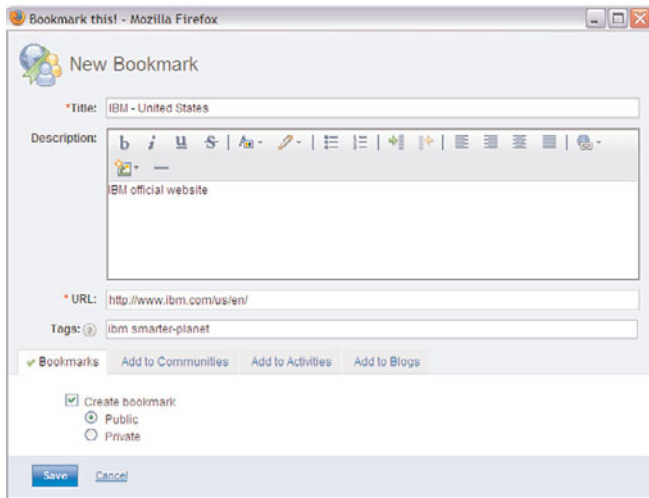 Bookmark this! - Mozilla Firefox
New Bookmark
*Title: IBM - United States
Description: b i u S
IBM official website
* URL: http://www.ibm.com/us/en/
Tags: ? ibm smarter-planet
Bookmarks Add to Communities Add to Activities Add to Blogs
Create bookmark
Public
Private
Save Cancel